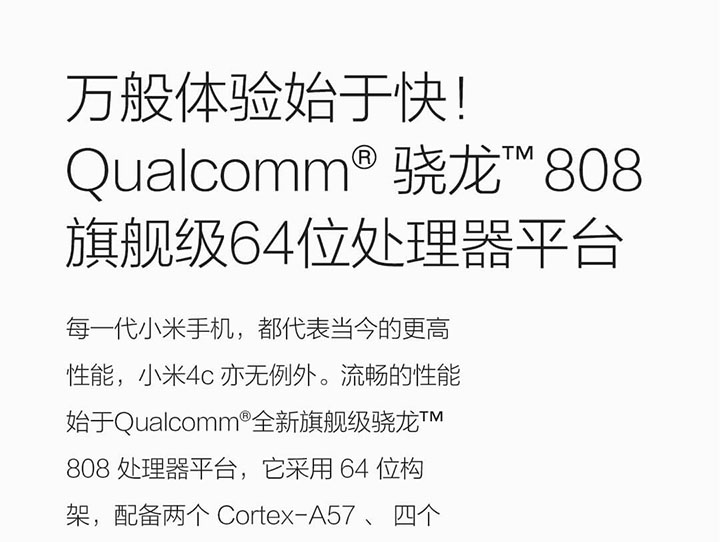 万般体验始于快！
Qualcomm® 骁龙™ 808
旗舰级64位处理器平台
每一代小米手机，都代表当今的更高
性能，小米4c 亦无例外。流畅的性能
始于Qualcomm®全新旗舰级骁龙™
808 处理器平台，它采用 64 位构
架，配备两个 Cortex-A57 、 四个